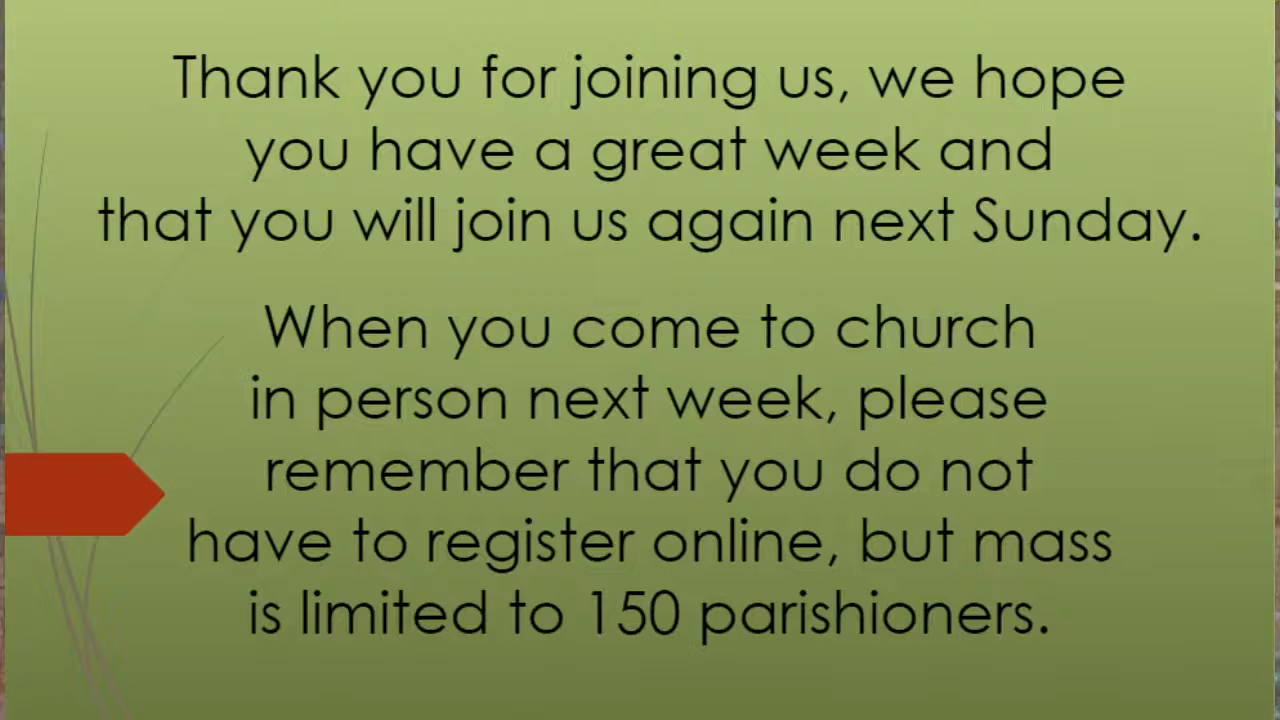 Thank you for joining us, we hope
you have a great week and
that you will join us again next Sunday.
When you come to church
in person next week, please
remember that you do not
have to register online, but mass
is limited to 150 parishioners.